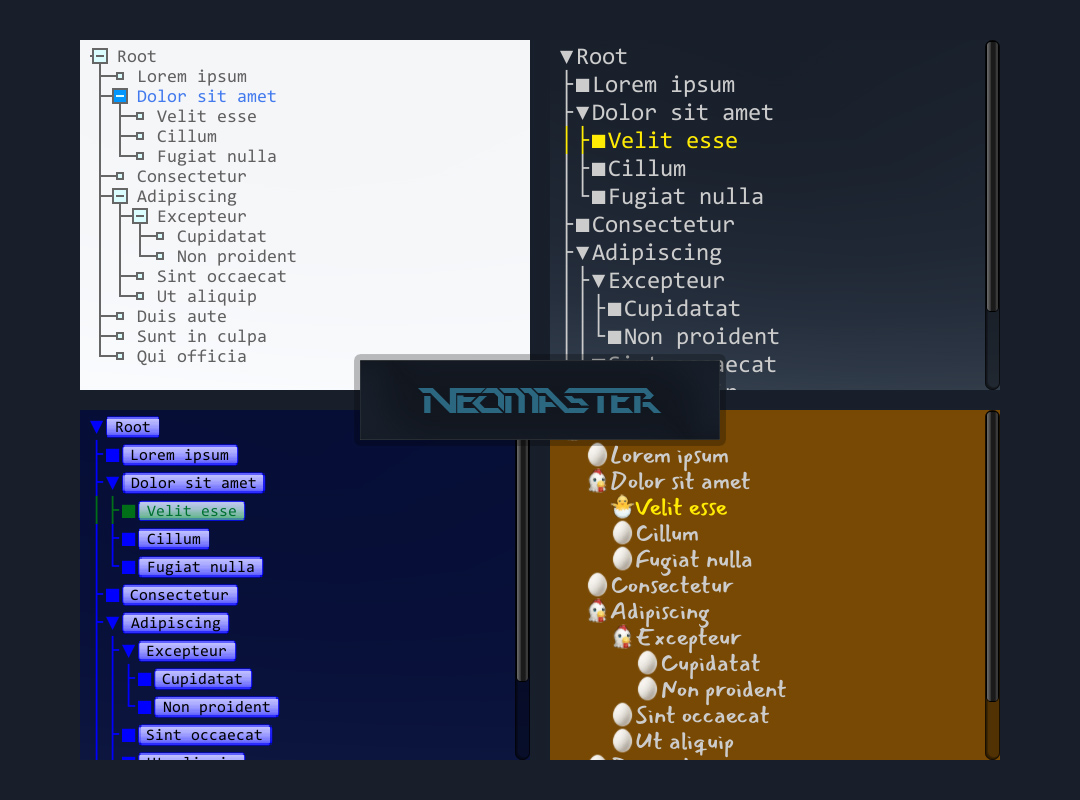 Root
Lorem ipsum
Dolor sit amet
Velit esse
Cillum
Fugiat nulla
Consectetur
Adipiscing
Excepteur
Cupidatat
Non proident
Sint occaecat
Ut aliquip
Duis aute
Sunt in culpa
Qui officia
Root
Lorem ipsum
Dolor sit amet
Velit esse
Cillum
Fugiat nulla
Consectetur
Adipiscing
Excepteur
Cupidatat
Non proident
Sint occaecat
NEOMASTER
Root
Lorem ipsum
Dolor sit amet
Velit esse
Cillum
Fugiat nulla
Consectetur
Adipiscing
Excepteur
Cupidatat
Non proident
Sint occaecat
Ut aliquip
Lorem ipsum
Dolor sit amet
Velit esse
Cillum
Fugiat nulla
Consectetur
Adipiscing
Excepteur
Cupidatat
Non proident
Sint occaecat
Ut aliquip